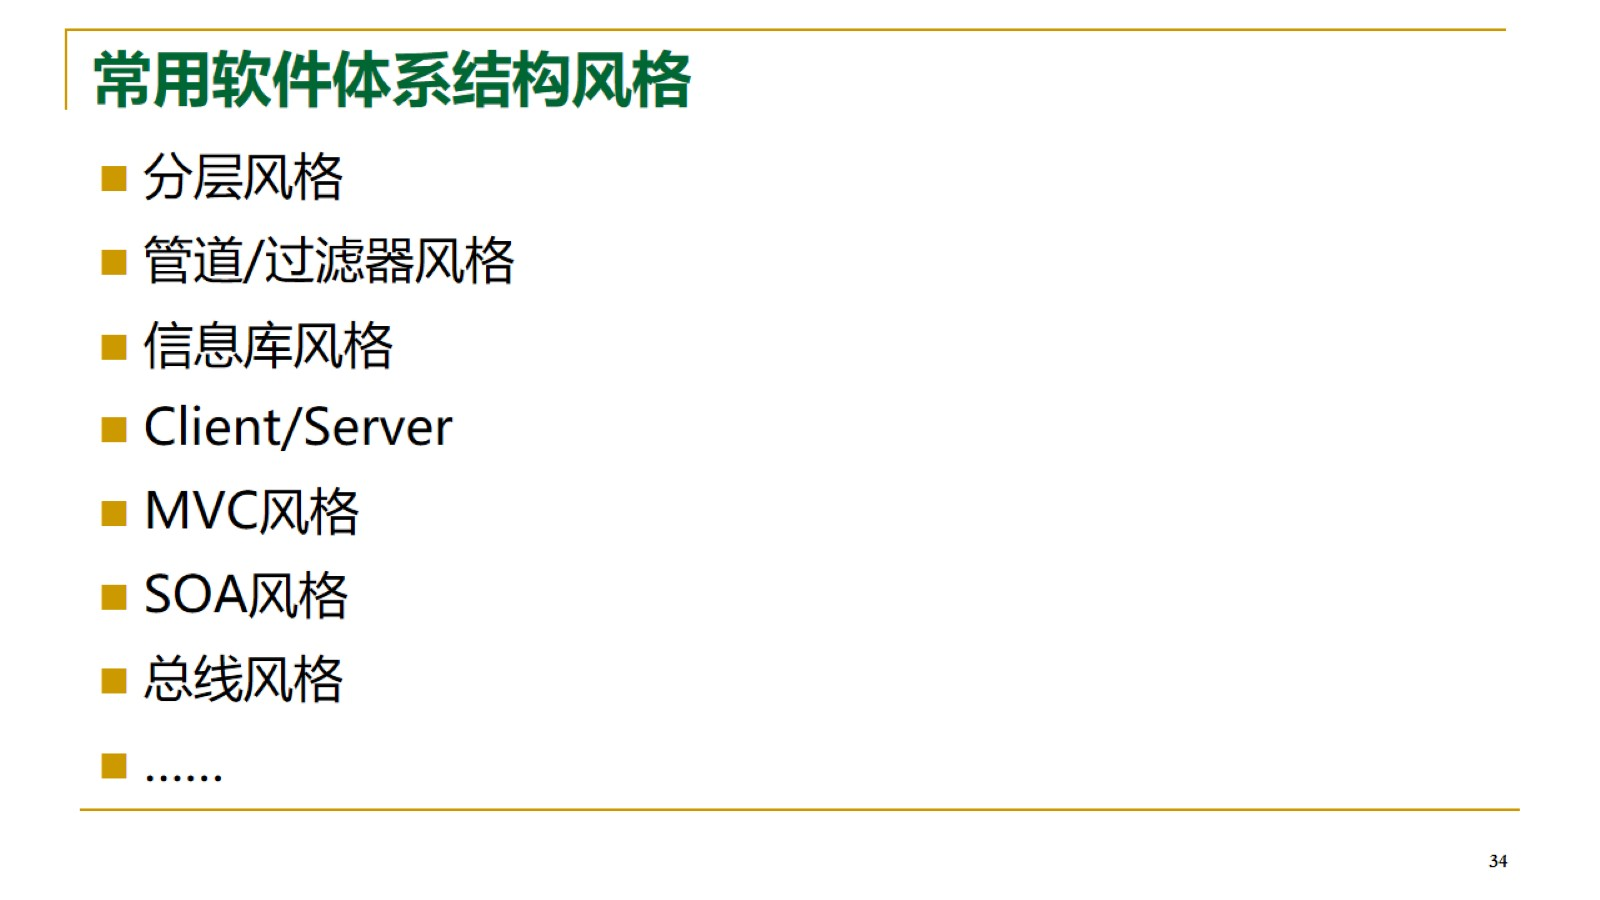 常用软件体系结构风格
分层风格
管道/过滤器风格
信息库风格
Client/Server
MVC风格
SOA风格
总线风格
......
34